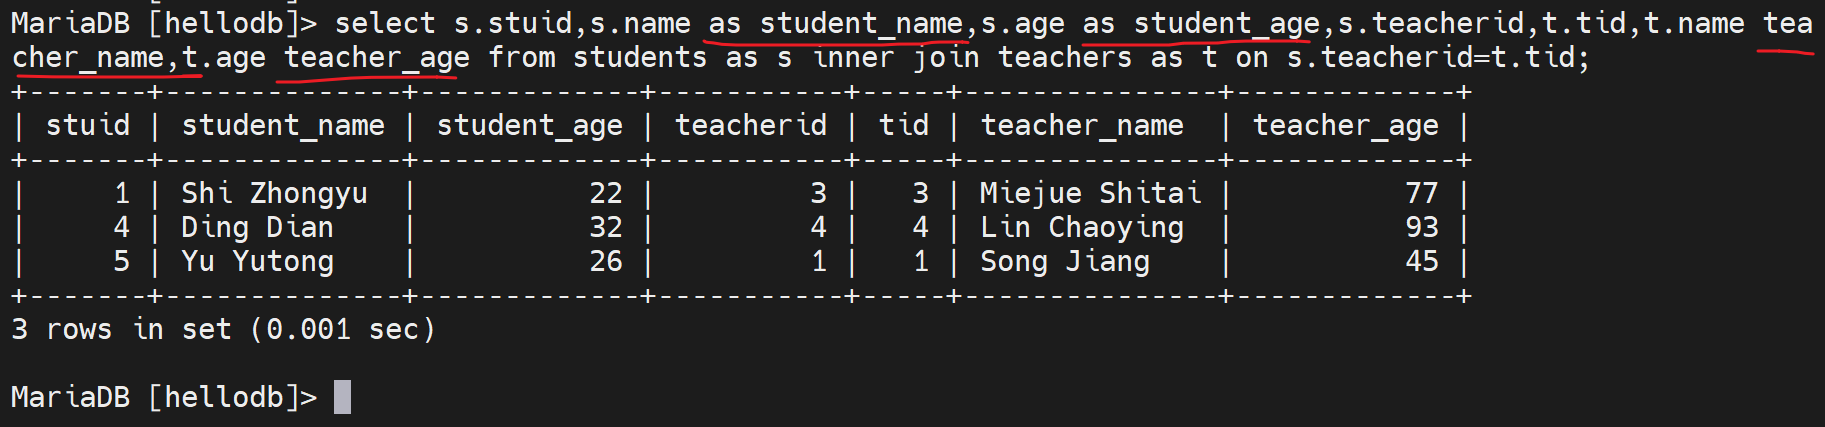 MariaDB [hellodb]> select s.stuid,s.name as student_name,s.age as student_age,s.teacherid,t.tid,t.name tea
cher_name,t.age teacher_age from students as s inner join teachers as t on s.teacherid=t.tid;
+-------+--------------+-------------+-----------+-----+---------------+-------------+
| stuid | student_name | student_age | teacherid | tid | teacher_name  | teacher_age |
+-------+--------------+-------------+-----------+-----+---------------+-------------+
|     1 | Shi Zhongyu  |          22 |         3 |   3 | Miejue Shitai |          77 |
|     4 | Ding Dian    |          32 |         4 |   4 | Lin Chaoying  |          93 |
|     5 | Yu Yutong    |          26 |         1 |   1 | Song Jiang    |          45 |
+-------+--------------+-------------+-----------+-----+---------------+-------------+
3 rows in set (0.001 sec)
MariaDB [hellodb]>